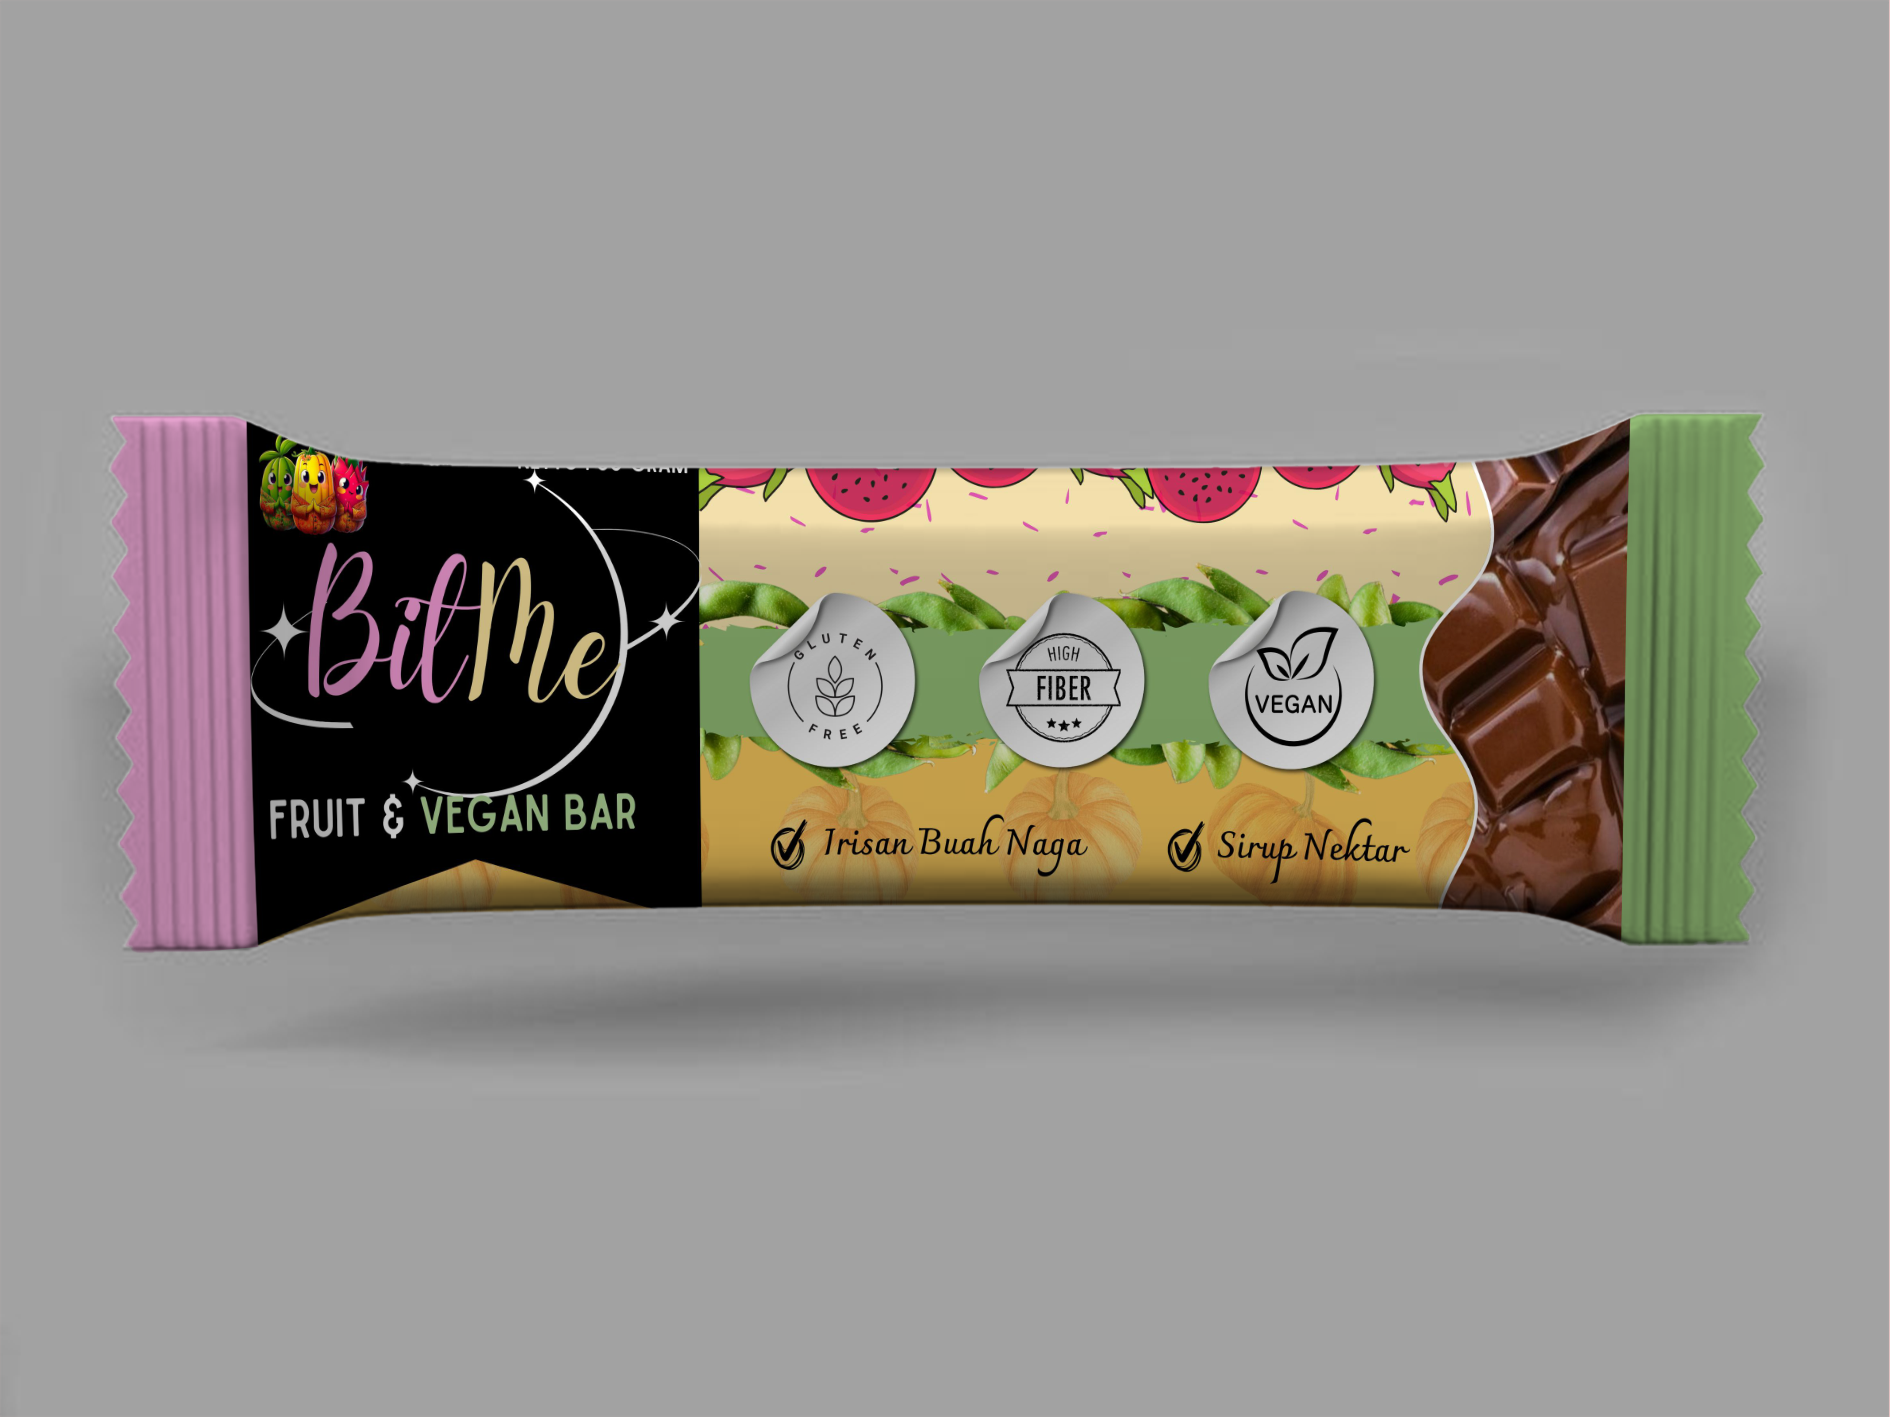 BitMe
FRUIT & VEGAN BAR
GLUTEN
FREE
HIGH
FIBER
VEGAN
Irisan Buah Naga
Sirup Nektar